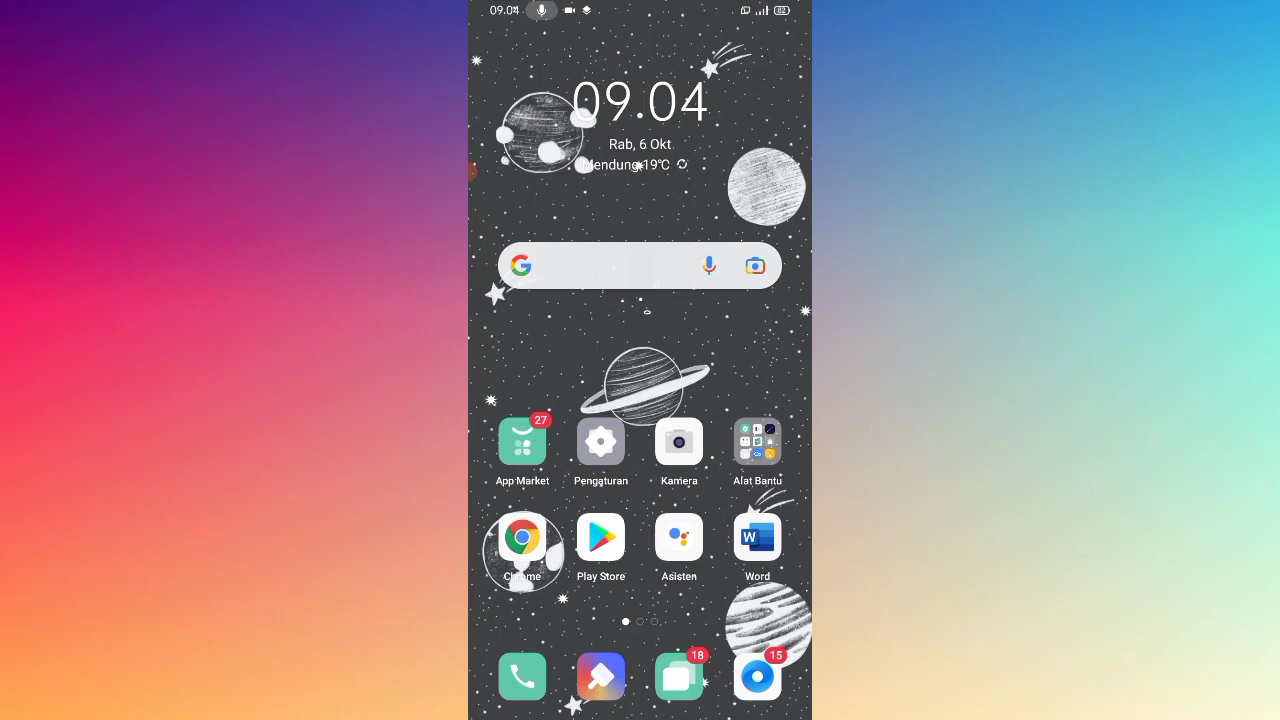 09.04
82
09.04
Rab, 6 Okt
Mendung 19°C
G
27
App Market
Pengaturan
Kamera
Alat Bantu
W
Chrome
Play Store
Asisten
Word
18
15